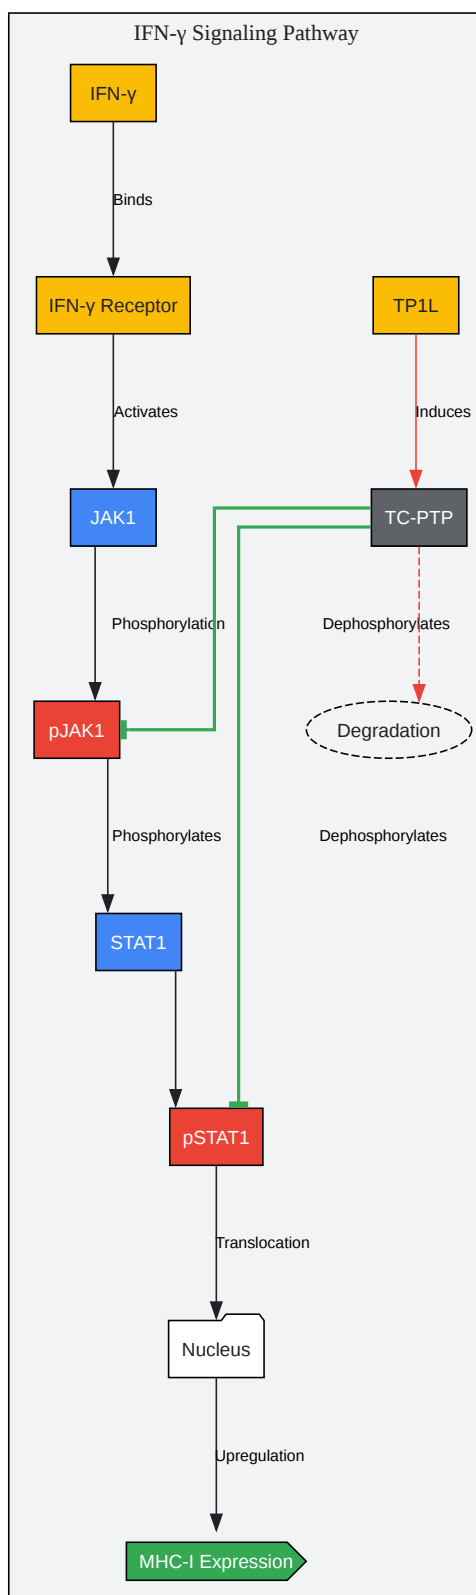 IFN-γ Signaling Pathway
IFN-γ
Binds
IFN-γ Receptor
TP1L
Activates
Induces
JAK1
TC-PTP
Phosphorylation
Dephosphorylates
pJAK1
Degradation
Phosphorylates
Dephosphorylates
STAT1
pSTAT1
Translocation
Nucleus
Upregulation
MHC-I Expression